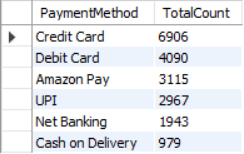 PaymentMethod TotalCount
Credit Card 6906
Debit Card 4090
Amazon Pay 3115
UPI 2967
Net Banking 1943
Cash on Delivery 979